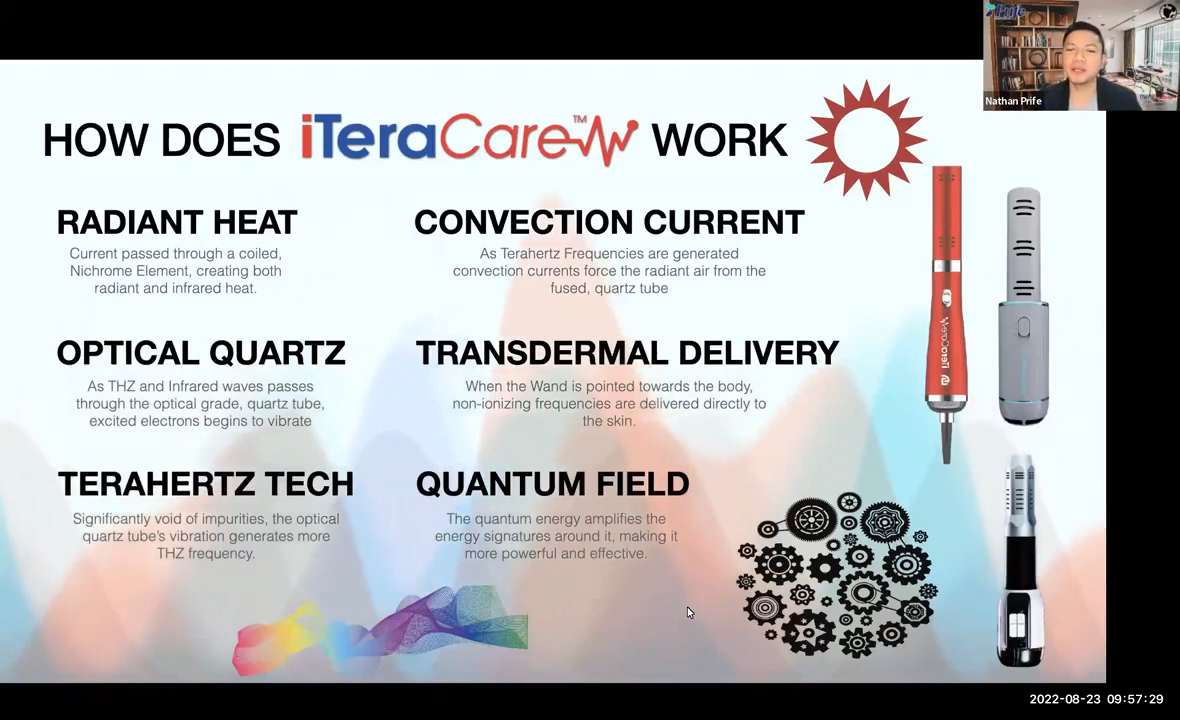 Prife
Nathan Prife
HOW DOES iTeraCare™ WORK
RADIANT HEAT
Current passed through a coiled,
Nichrome Element, creating both
radiant and infrared heat.
CONVECTION CURRENT
As Terahertz Frequencies are generated
convection currents force the radiant air from the
fused, quartz tube
OPTICAL QUARTZ
As THZ and Infrared waves passes
through the optical grade, quartz tube,
excited electrons begins to vibrate
TRANSDERMAL DELIVERY
When the Wand is pointed towards the body,
non-ionizing frequencies are delivered directly to
the skin.
TERAHERTZ TECH
Significantly void of impurities, the optical
quartz tube's vibration generates more
THZ frequency.
QUANTUM FIELD
The quantum energy amplifies the
energy signatures around it, making it
more powerful and effective.
iTeraCare
2022-08-23 09:57:29